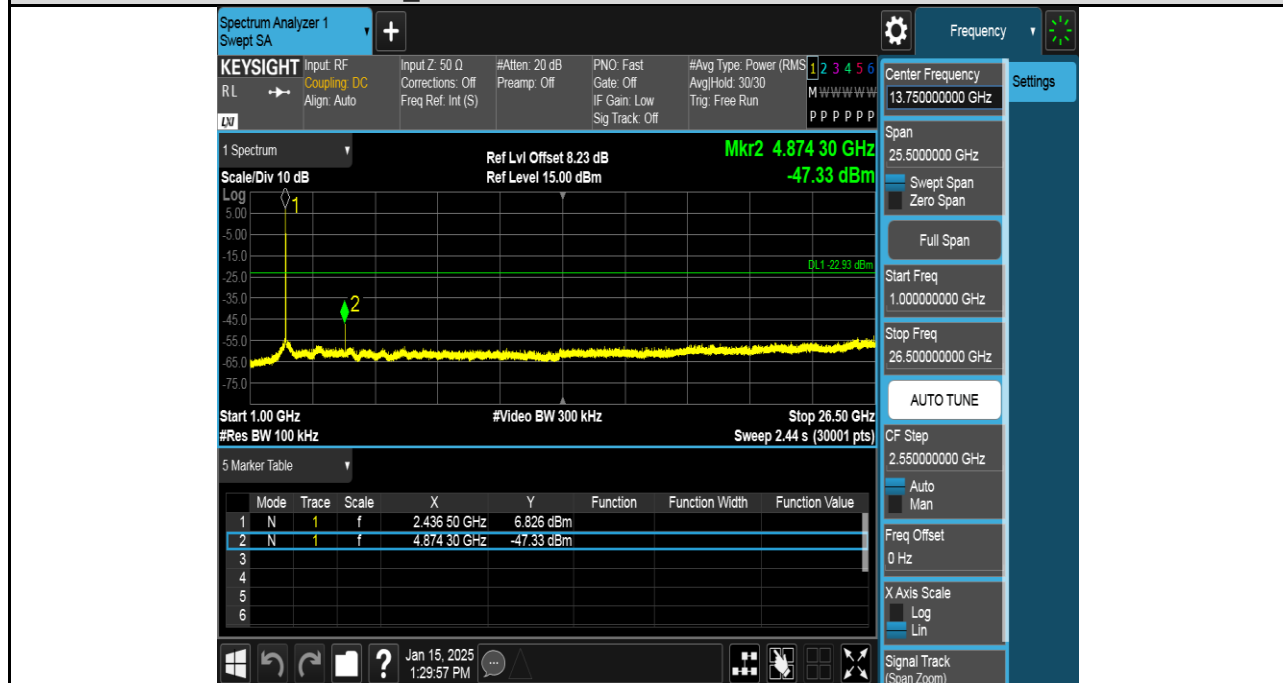 Spectrum Analyzer 1
Swept SA
+
Frequency
KEYSIGHT
RL
LXI
Input: RF
Coupling: DC
Align: Auto
Input Z: 50 Ω
Corrections: Off
Freq Ref: Int (S)
#Atten: 20 dB
Preamp: Off
PNO: Fast
Gate: Off
IF Gain: Low
Sig Track: Off
#Avg Type: Power (RMS
Avg|Hold: 30/30
Trig: Free Run
1 2 3 4 5 6
M W W W W W
P P P P P P
1 Spectrum
Scale/Div 10 dB
Ref Lvl Offset 8.23 dB
Ref Level 15.00 dBm
Mkr2 4.874 30 GHz
-47.33 dBm
Log
5.00
-5.00
-15.0
-25.0
-35.0
-45.0
-55.0
-65.0
-75.0
1
2
DL1 -22.93 dBm
Start 1.00 GHz
#Res BW 100 kHz
#Video BW 300 kHz
Stop 26.50 GHz
Sweep 2.44 s (30001 pts)
5 Marker Table
Mode Trace Scale X Y Function Function Width Function Value
1 N 1 f 2.436 50 GHz 6.826 dBm
2 N 1 f 4.874 30 GHz -47.33 dBm
3
4
5
6
?
Jan 15, 2025
1:29:57 PM
Center Frequency
13.750000000 GHz
Settings
Span
25.5000000 GHz
Swept Span
Zero Span
Full Span
Start Freq
1.000000000 GHz
Stop Freq
26.500000000 GHz
AUTO TUNE
CF Step
2.550000000 GHz
Auto
Man
Freq Offset
0 Hz
X Axis Scale
Log
Lin
Signal Track
(Span Zoom)